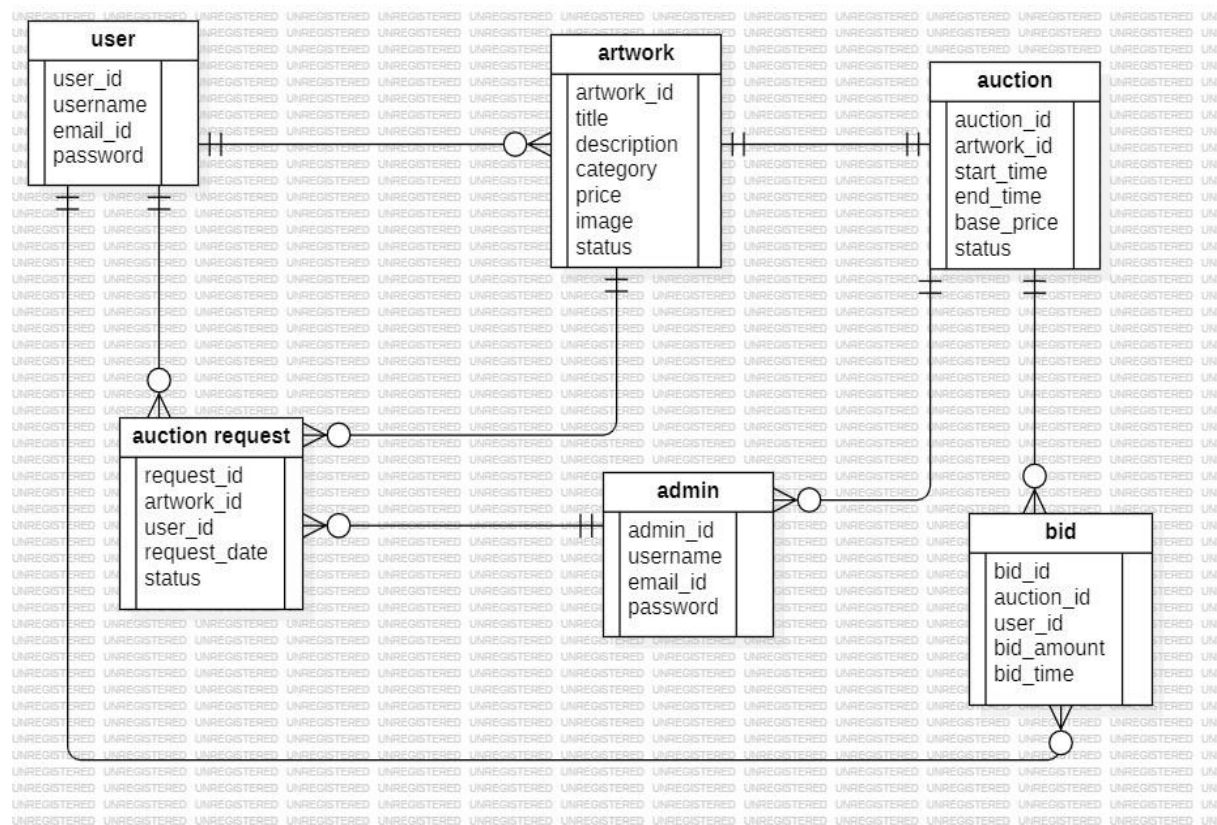 user
user_id
username
email_id
password
artwork
artwork_id
title
description
category
price
image
status
auction
auction_id
artwork_id
start_time
end_time
base_price
status
auction request
request_id
artwork_id
user_id
request_date
status
admin
admin_id
username
email_id
password
bid
bid_id
auction_id
user_id
bid_amount
bid_time
UNREGISTERED